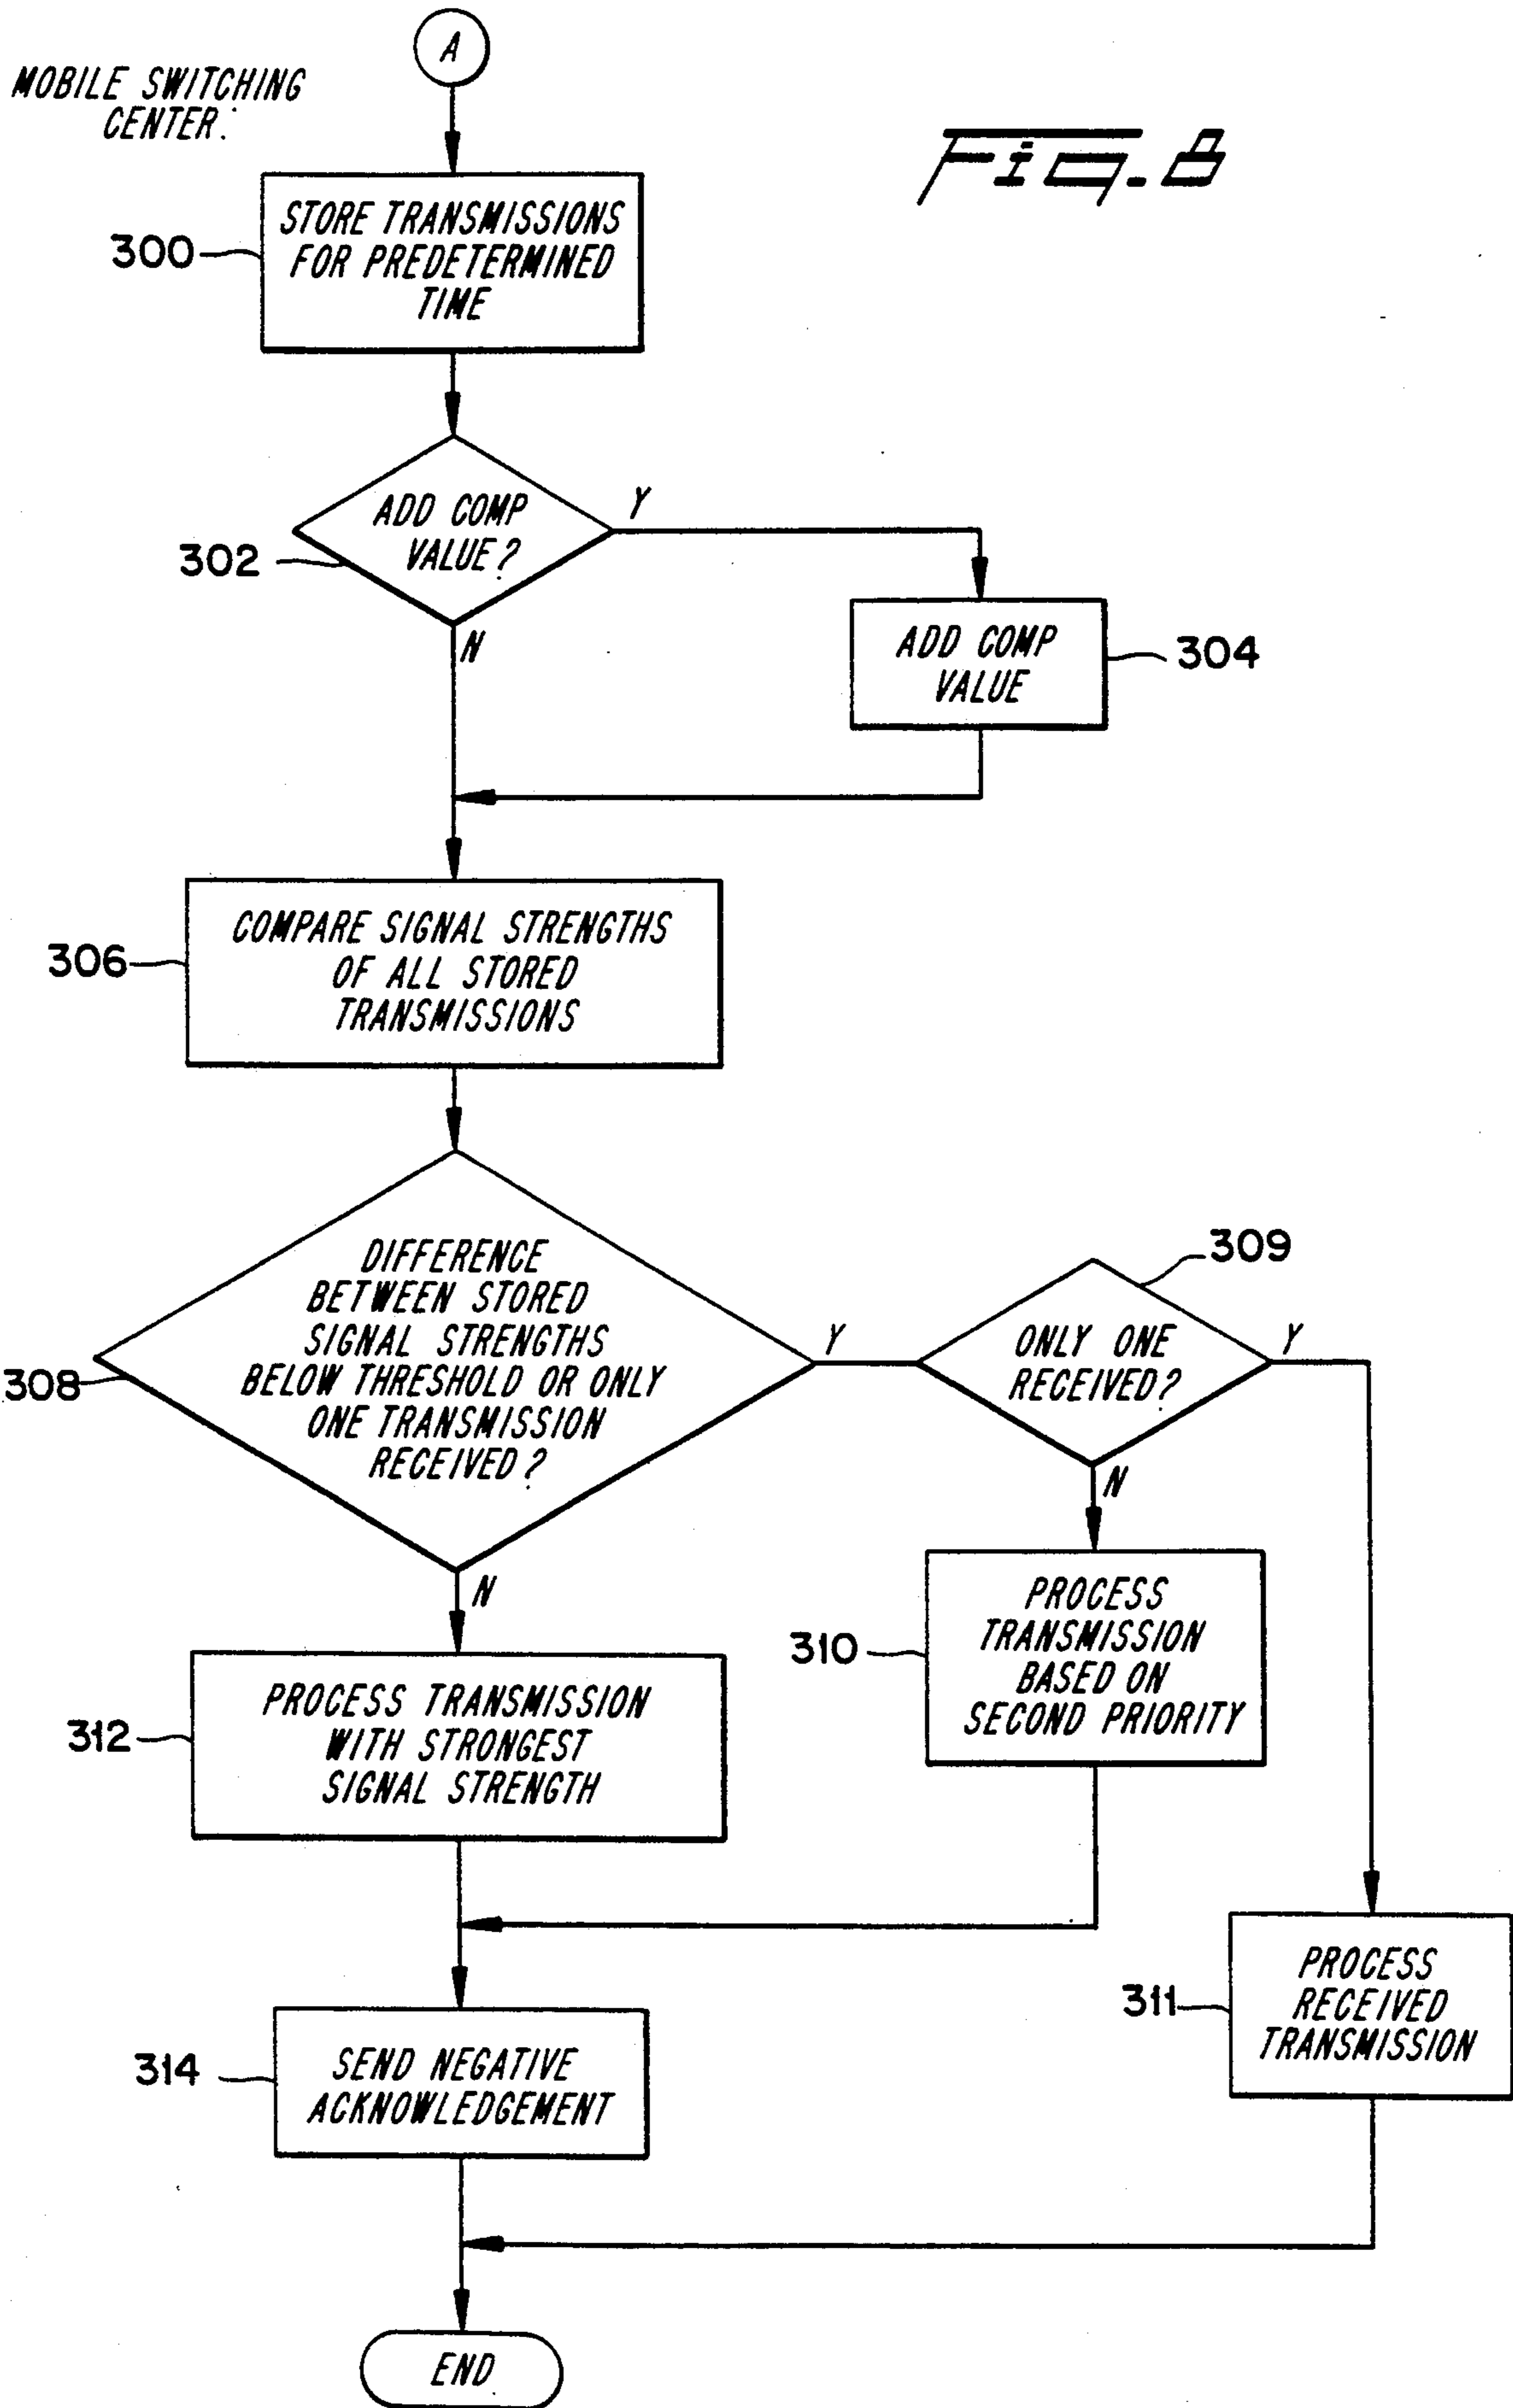 A
MOBILE SWITCHING
CENTER:
Fig. 8
STORE TRANSMISSIONS
FOR PREDETERMINED
TIME
300
ADD COMP
VALUE?
Y
302
N
ADD COMP
VALUE
304
COMPARE SIGNAL STRENGTHS
OF ALL STORED
TRANSMISSIONS
306
DIFFERENCE
BETWEEN STORED
SIGNAL STRENGTHS
BELOW THRESHOLD OR ONLY
ONE TRANSMISSION
RECEIVED?
308
Y
N
309
ONLY ONE
RECEIVED?
Y
N
PROCESS
TRANSMISSION
BASED ON
SECOND PRIORITY
310
PROCESS TRANSMISSION
WITH STRONGEST
SIGNAL STRENGTH
312
PROCESS
RECEIVED
TRANSMISSION
311
SEND NEGATIVE
ACKNOWLEDGEMENT
314
END